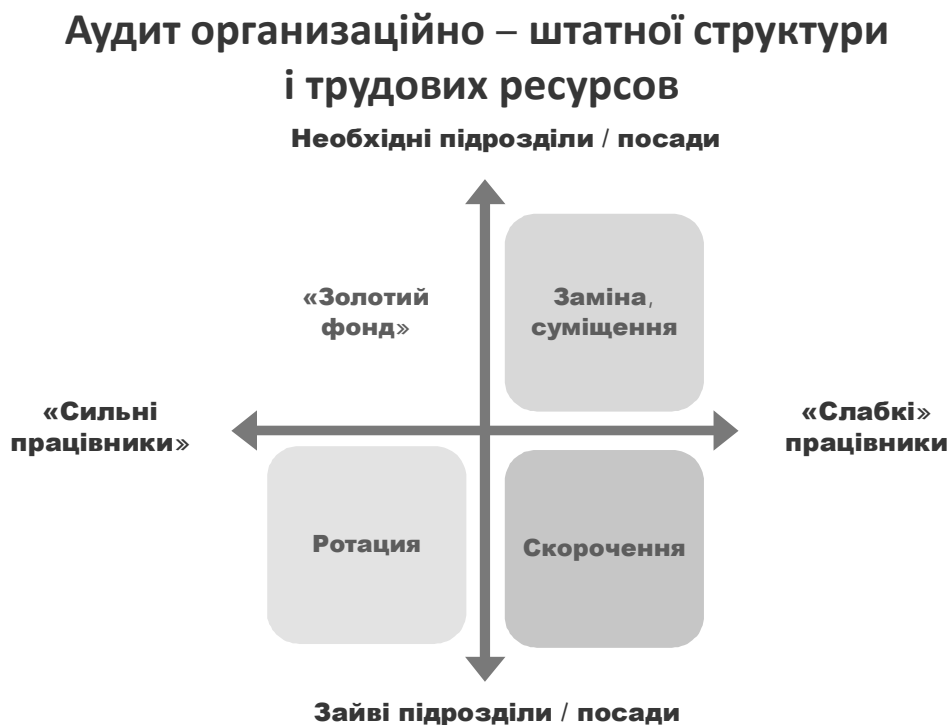 Аудит организаційно – штатної структури
і трудових ресурсов
Необхідні підрозділи / посади
«Золотий
фонд»
Заміна,
суміщення
«Сильні
працівники»
«Слабкі»
працівники
Ротация
Скорочення
Зайві підрозділи / посади